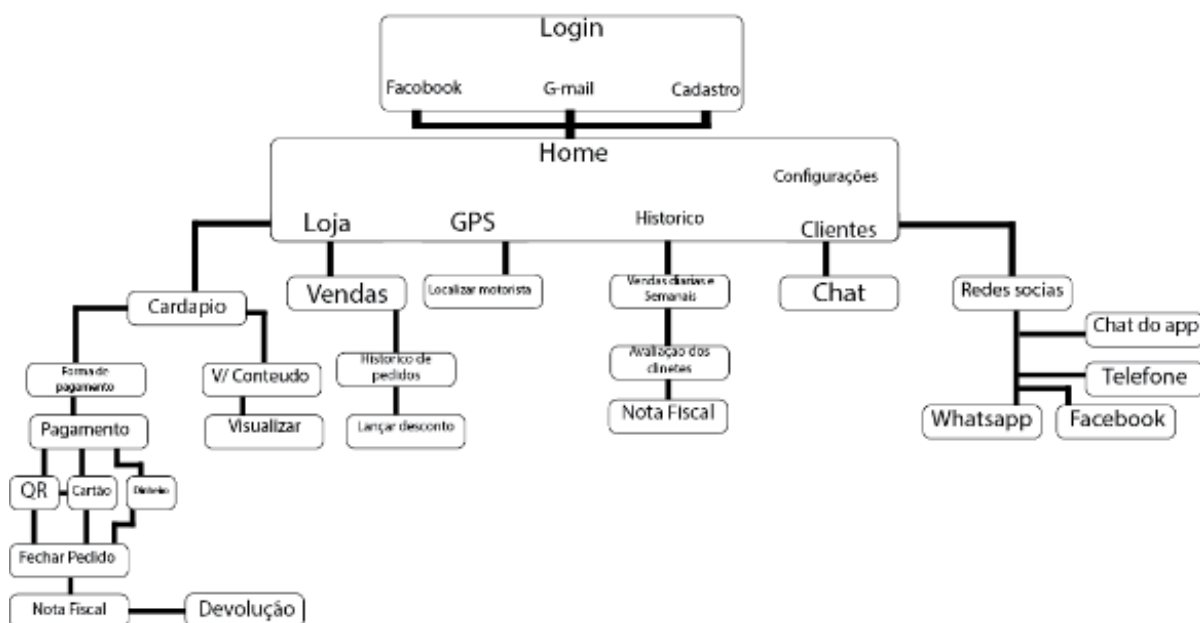 Login
Facobook G-mail Cadastro
Home
Configurações
Loja GPS Historico Clientes
Cardapio
Vendas
Localizar motorista
Vendas diarias e
Semanais
Chat
Redes socias
Chat do app
Telefone
Whatsapp
Facebook
Forma de
pagamento
V/ Conteudo
Historico de
pedidos
Avaliaçao dos
clinetes
Pagamento
Visualizar
Lançar desconto
Nota Fiscal
QR Cartão Dinheiro
Fechar Pedido
Nota Fiscal
Devolução